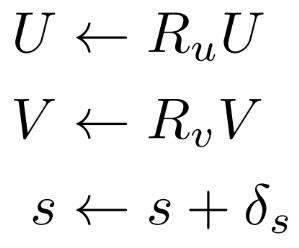 U ← R_u U
V ← R_v V
s ← s + δ_s